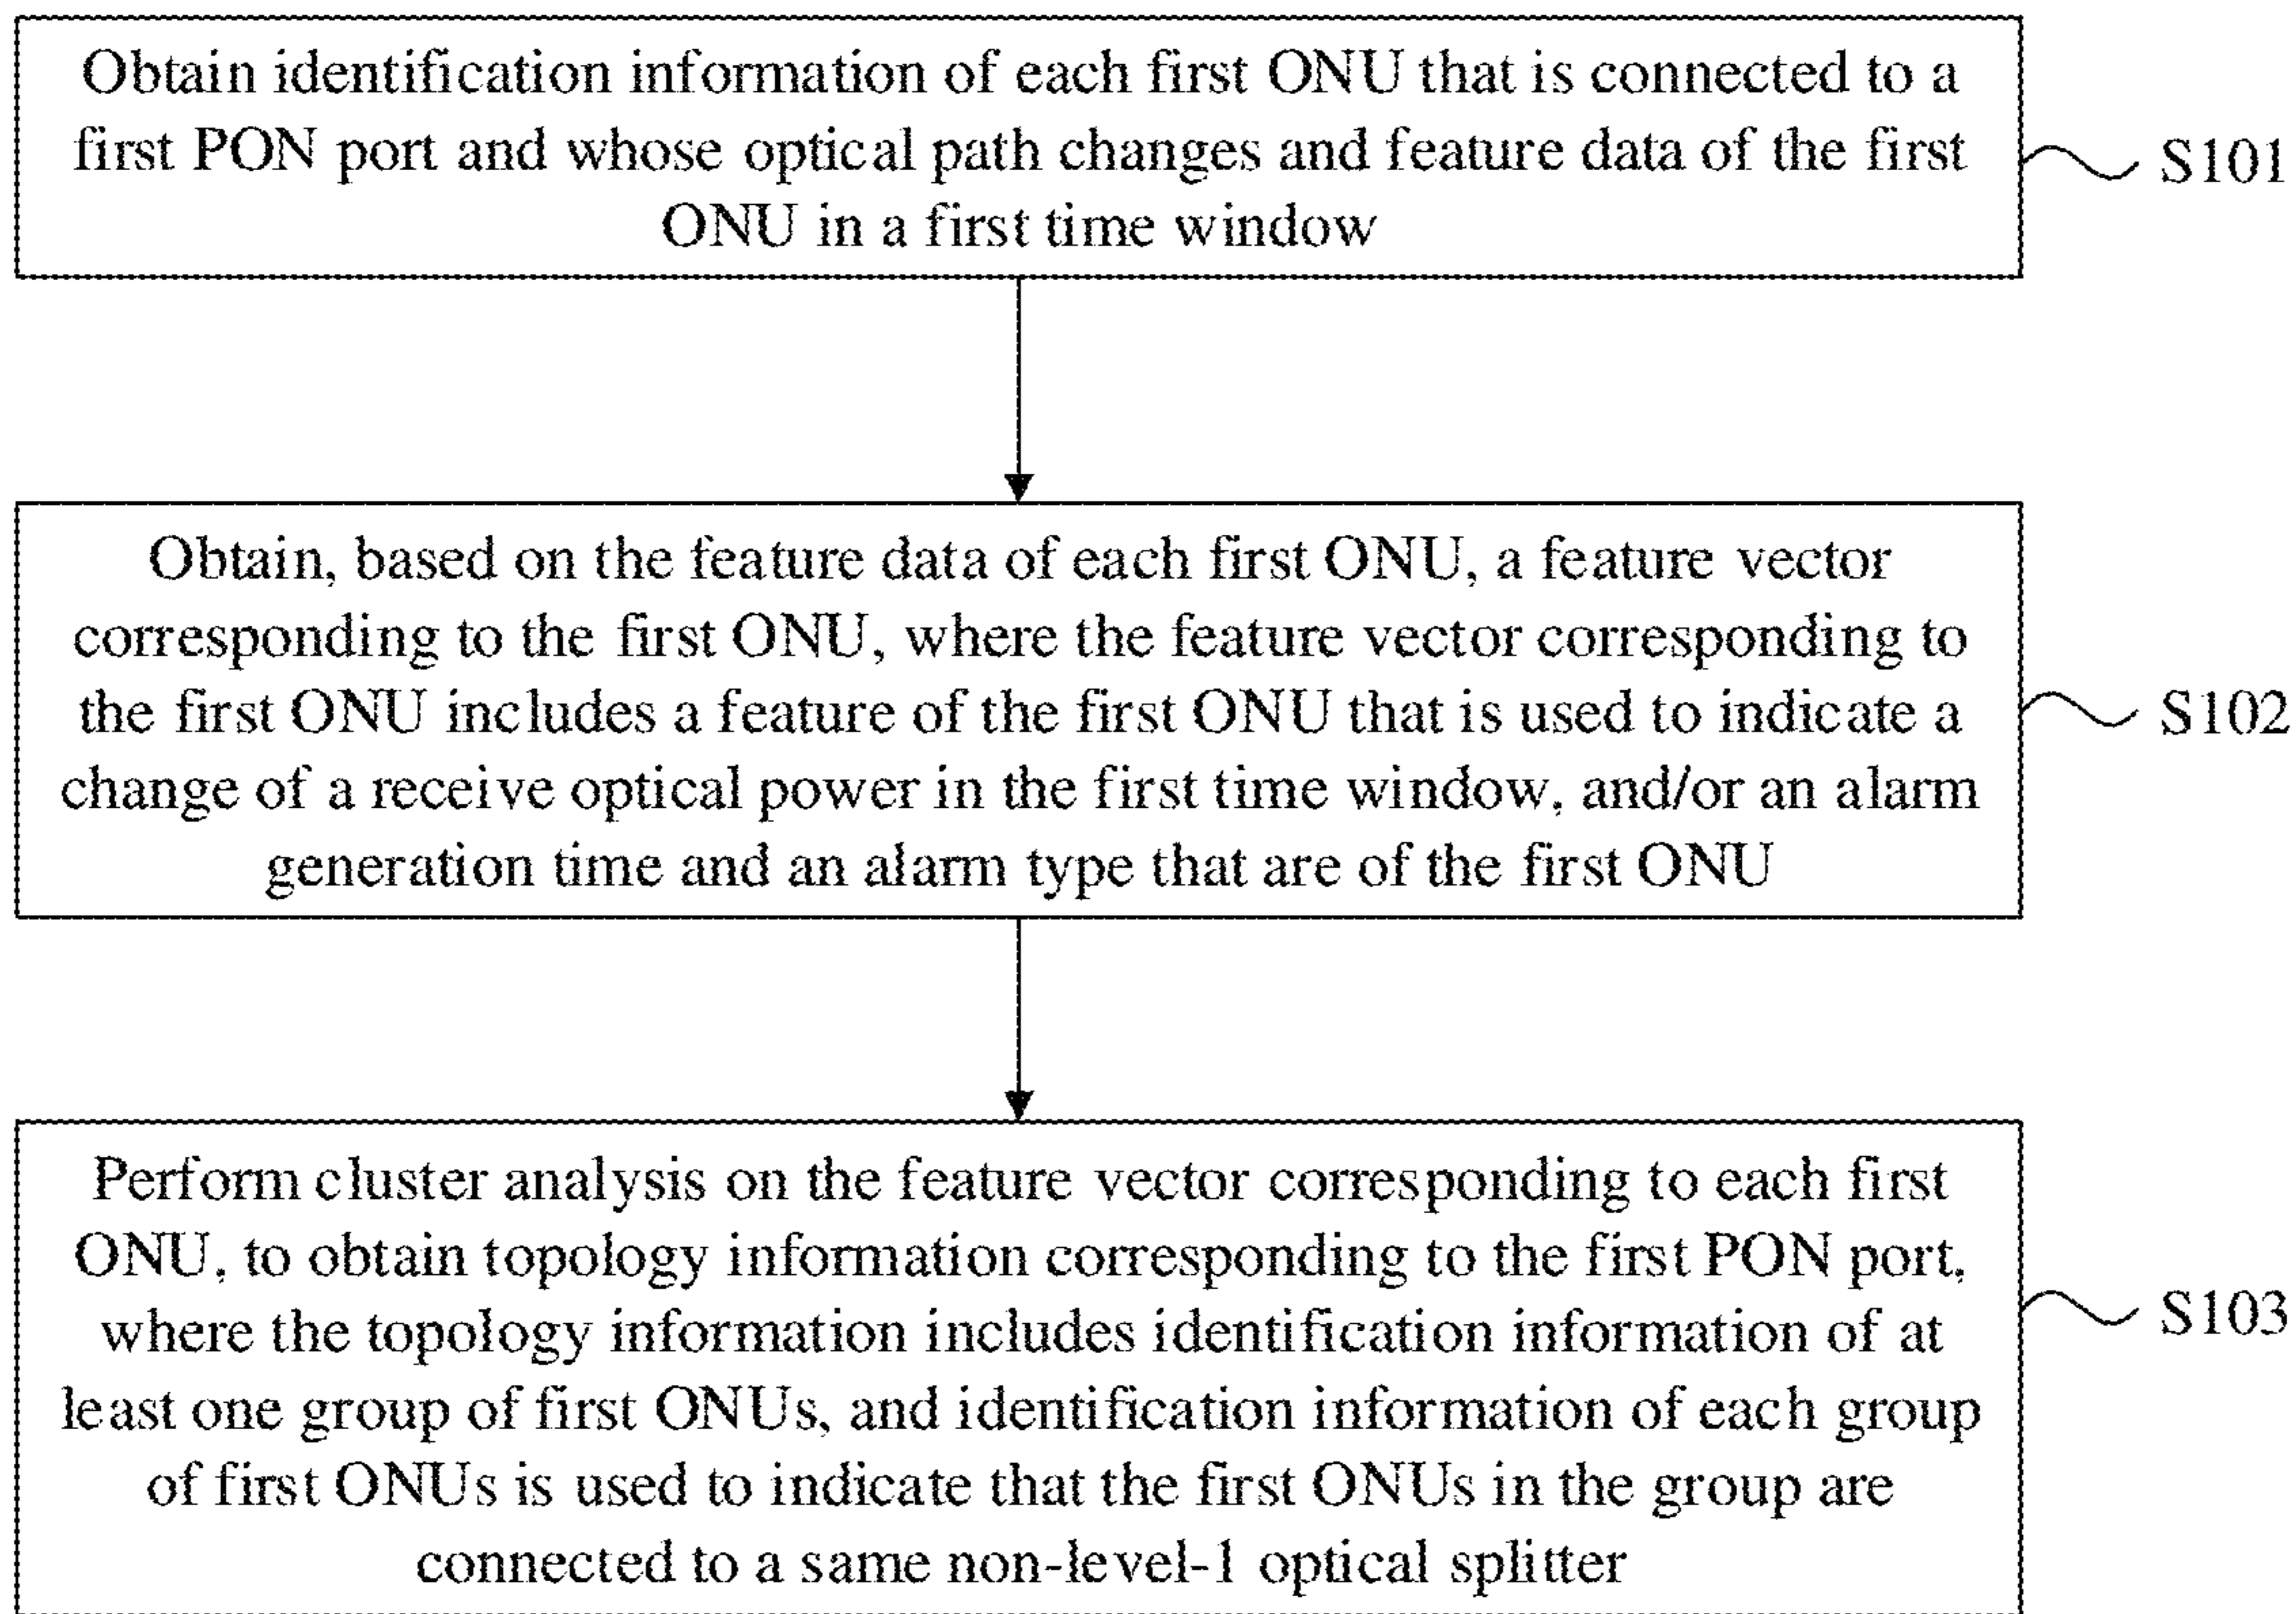 Obtain identification information of each first ONU that is connected to a
first PON port and whose optical path changes and feature data of the first
ONU in a first time window
S101
Obtain, based on the feature data of each first ONU, a feature vector
corresponding to the first ONU, where the feature vector corresponding to
the first ONU includes a feature of the first ONU that is used to indicate a
change of a receive optical power in the first time window, and/or an alarm
generation time and an alarm type that are of the first ONU
S102
Perform cluster analysis on the feature vector corresponding to each first
ONU, to obtain topology information corresponding to the first PON port,
where the topology information includes identification information of at
least one group of first ONUs, and identification information of each group
of first ONUs is used to indicate that the first ONUs in the group are
connected to a same non-level-1 optical splitter
S103